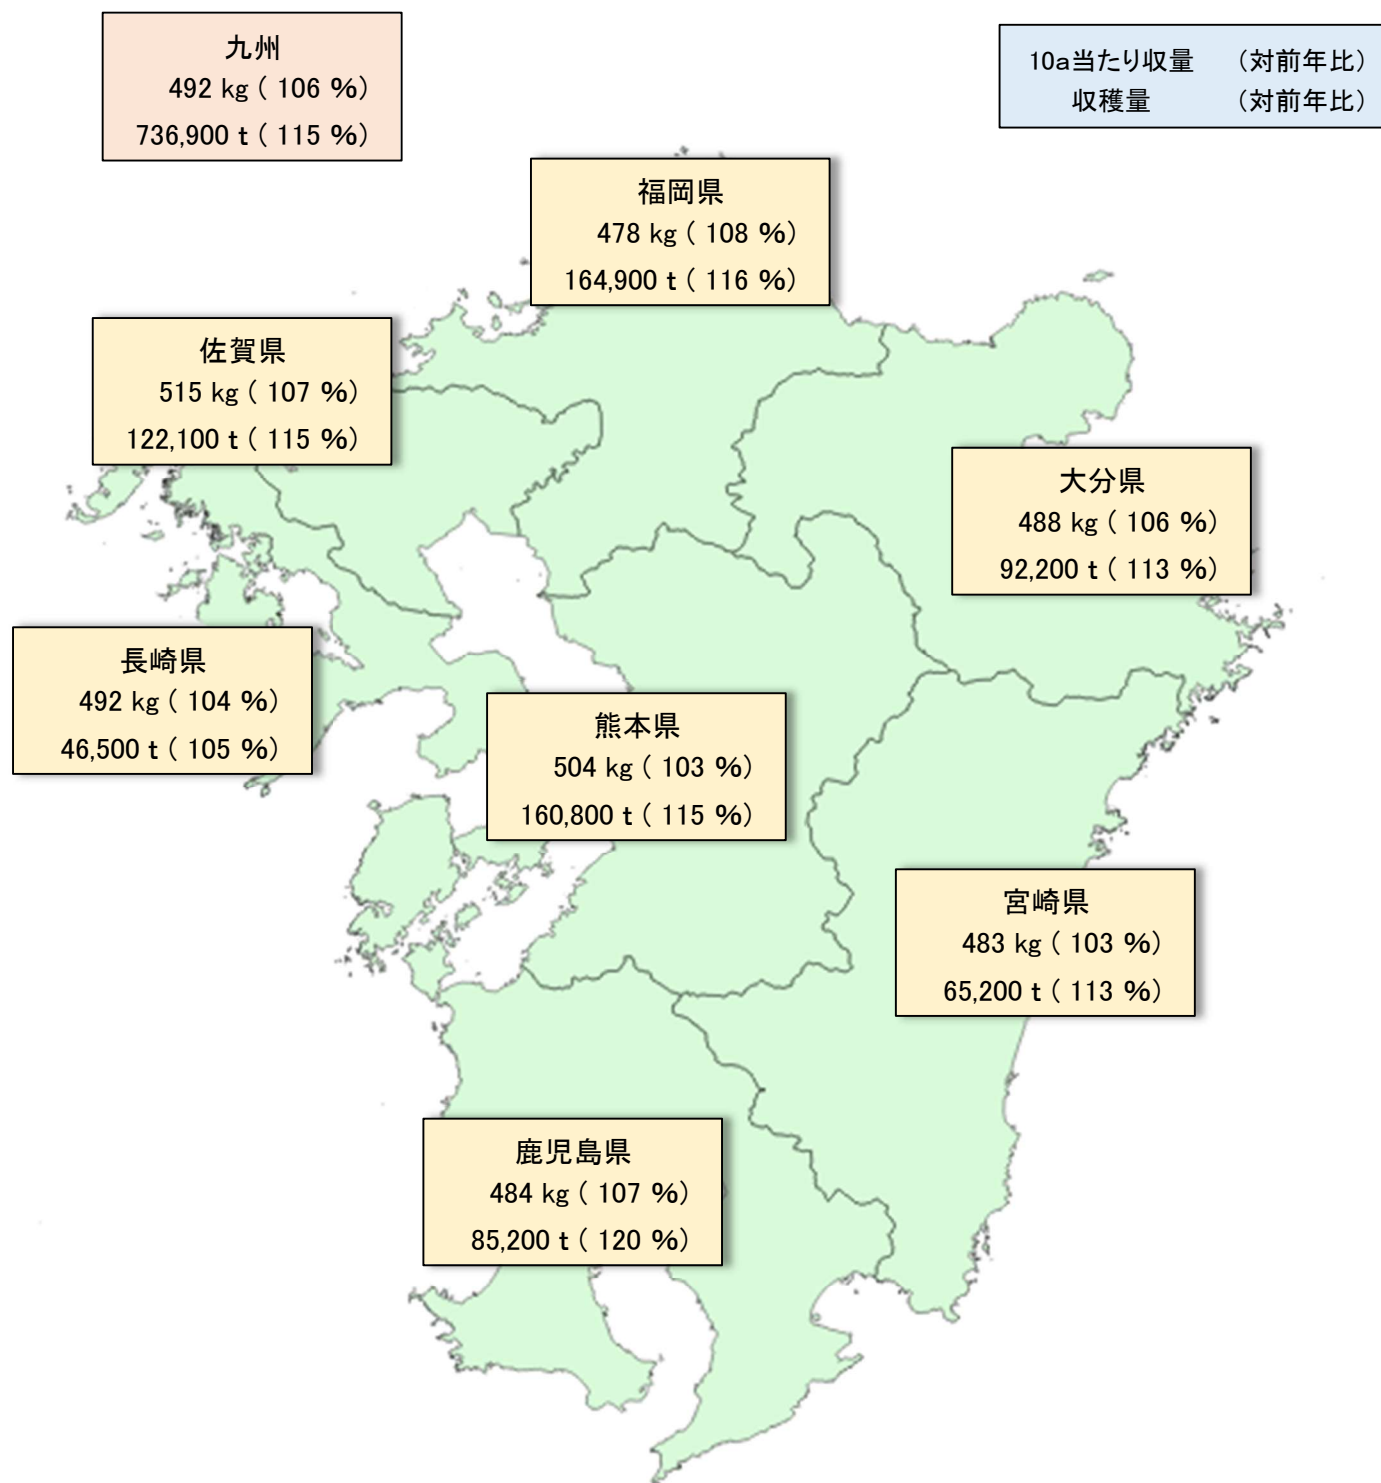 九州
492 kg ( 106 %)
736,900 t ( 115 %)
10a当たり収量 （対前年比）
収穫量 （対前年比）
福岡県
478 kg ( 108 %)
164,900 t ( 116 %)
佐賀県
515 kg ( 107 %)
122,100 t ( 115 %)
大分県
488 kg ( 106 %)
92,200 t ( 113 %)
長崎県
492 kg ( 104 %)
46,500 t ( 105 %)
熊本県
504 kg ( 103 %)
160,800 t ( 115 %)
宮崎県
483 kg ( 103 %)
65,200 t ( 113 %)
鹿児島県
484 kg ( 107 %)
85,200 t ( 120 %)